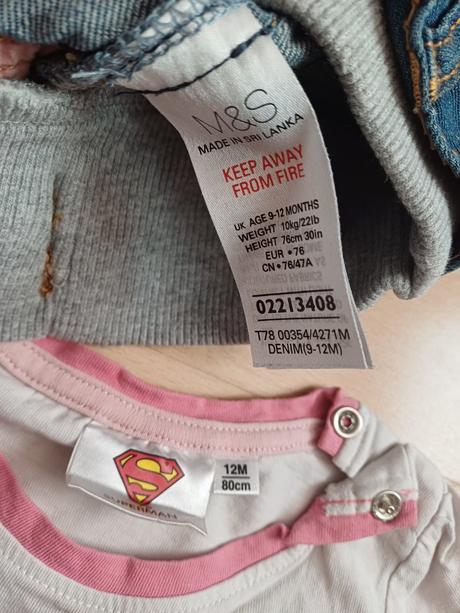 M&S
MADE IN SRI LANKA
KEEP AWAY
FROM FIRE
UK AGE 9-12 MONTHS
WEIGHT 10kg/22lb
HEIGHT 76cm 30in
EUR • 76
CN • 76/47A
02213408
T78 00354/4271M
DENIM(9-12M)
S
SUPERMAN
12M
80cm